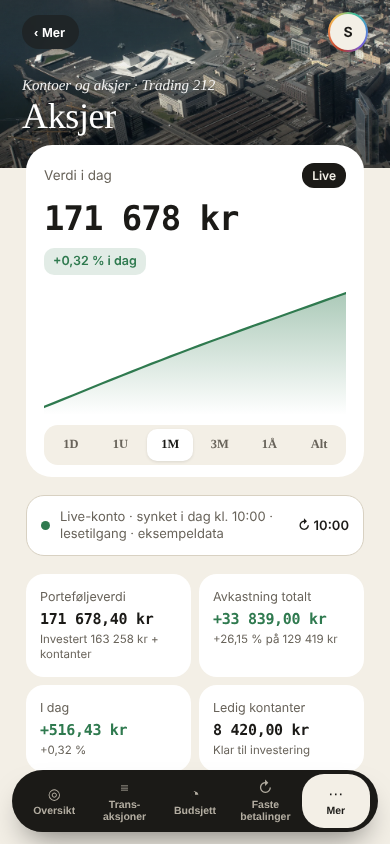 ‹ Mer
S
Kontoer og aksjer · Trading 212
Aksjer
Verdi i dag
Live
171 678 kr
+0,32 % i dag
1D 1U 1M 3M 1Å Alt
Live-konto · synket i dag kl. 10:00 ·
lesetilgang · eksempeldata
↻ 10:00
Porteføljeverdi
171 678,40 kr
Investert 163 258 kr +
kontanter
Avkastning totalt
+33 839,00 kr
+26,15 % på 129 419 kr
I dag
+516,43 kr
+0,32 %
Ledig kontanter
8 420,00 kr
Klar til investering
Oversikt
Trans-
aksjoner
Budsjett
Faste
betalinger
Mer